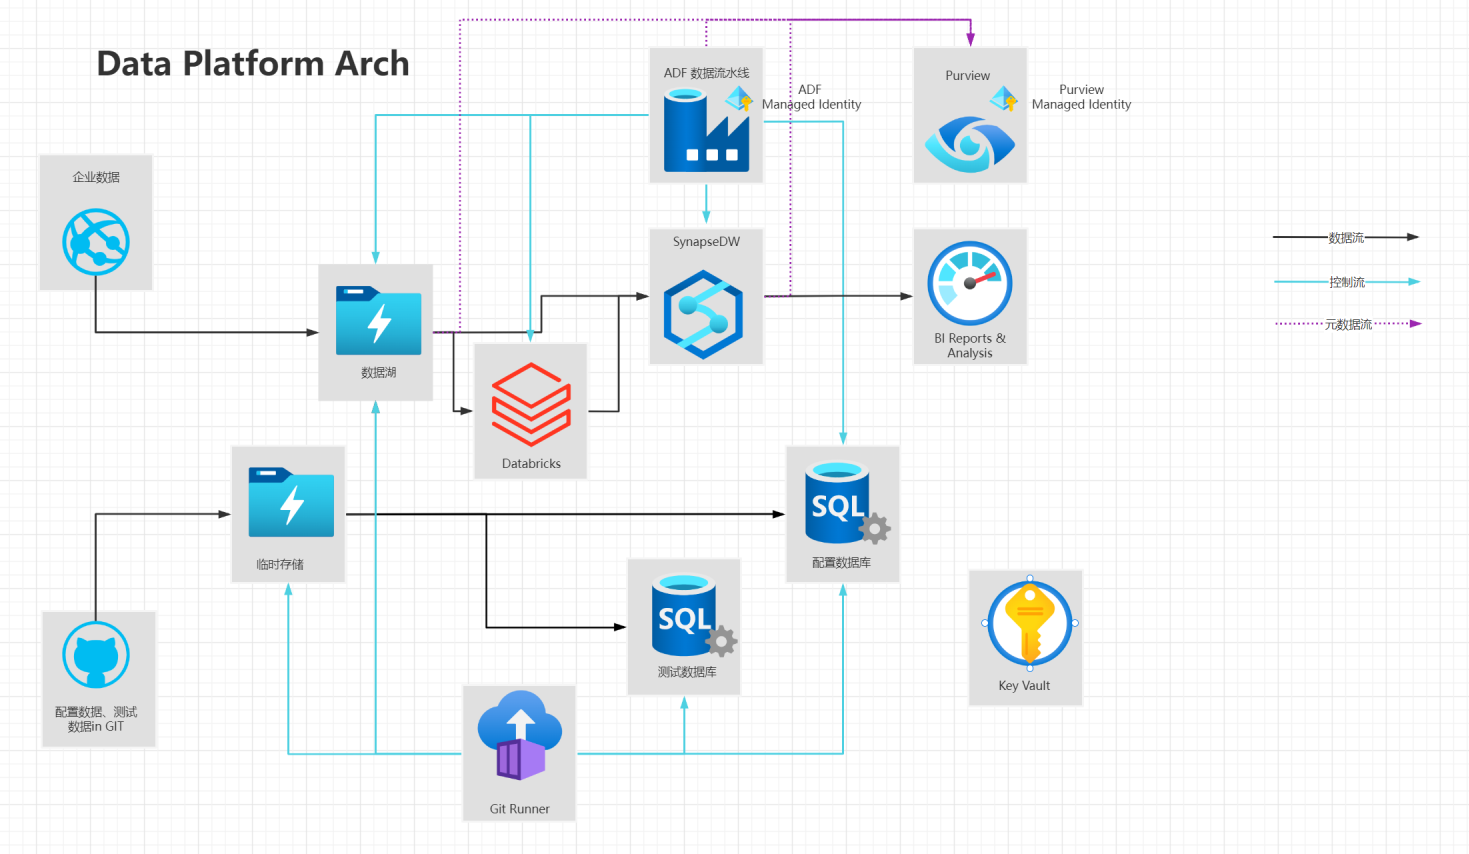 Data Platform Arch
ADF 数据流水线
ADF
Managed Identity
Purview
Purview
Managed Identity
企业数据
SynapseDW
数据流
控制流
元数据流
BI Reports &
Analysis
数据湖
Databricks
SQL
配置数据库
临时存储
SQL
测试数据库
Key Vault
配置数据、测试
数据in GIT
Git Runner